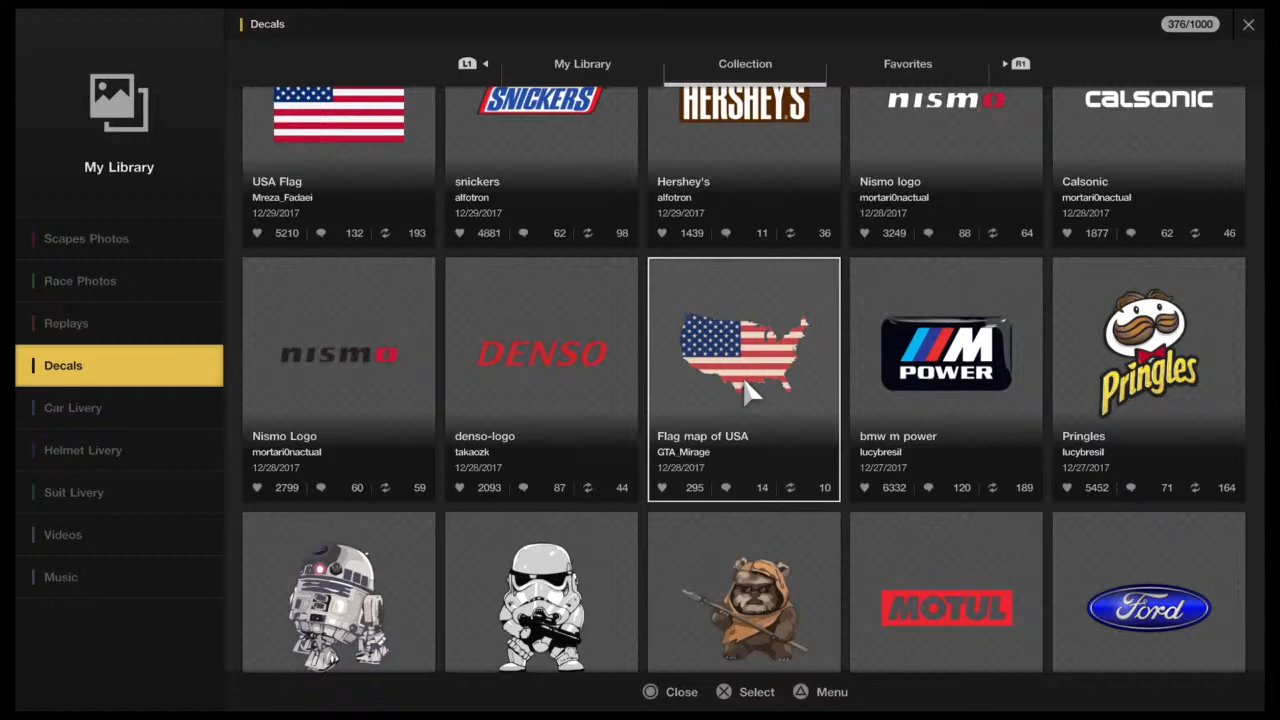 Decals
376/1000
My Library
L1
My Library
Collection
Favorites
R1
Scapes Photos
Race Photos
Replays
Decals
Car Livery
Helmet Livery
Suit Livery
Videos
Music
SNICKERS
HERSHEY'S
nismo
CALSONIC
USA Flag
Mreza_Fadaei
12/29/2017
5210 132 193
snickers
alfotron
12/29/2017
4881 62 98
Hershey's
alfotron
12/29/2017
1439 11 36
Nismo logo
mortari0nactual
12/28/2017
3249 88 64
Calsonic
mortari0nactual
12/28/2017
1877 62 46
nismo
DENSO
M
POWER
Pringles
Nismo Logo
mortari0nactual
12/28/2017
2799 60 59
denso-logo
takaozk
12/28/2017
2093 87 44
Flag map of USA
GTA_Mirage
12/28/2017
295 14 10
bmw m power
lucybresil
12/27/2017
6332 120 189
Pringles
lucybresil
12/27/2017
5452 71 164
MOTUL
Ford
Close
Select
Menu